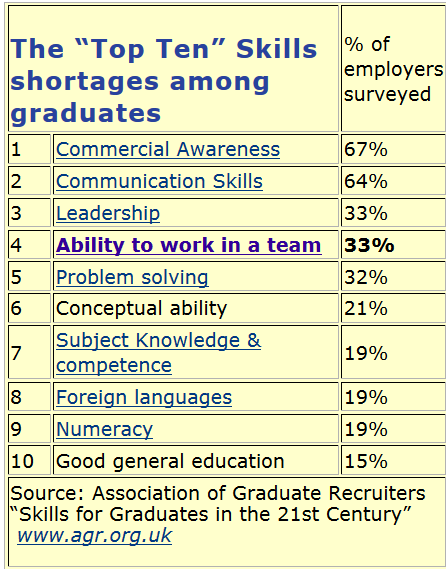 The “Top Ten” Skills
shortages among
graduates
% of
employers
surveyed
1 Commercial Awareness 67%
2 Communication Skills 64%
3 Leadership 33%
4 Ability to work in a team 33%
5 Problem solving 32%
6 Conceptual ability 21%
7 Subject Knowledge &
competence 19%
8 Foreign languages 19%
9 Numeracy 19%
10 Good general education 15%
Source: Association of Graduate Recruiters
“Skills for Graduates in the 21st Century”
www.agr.org.uk